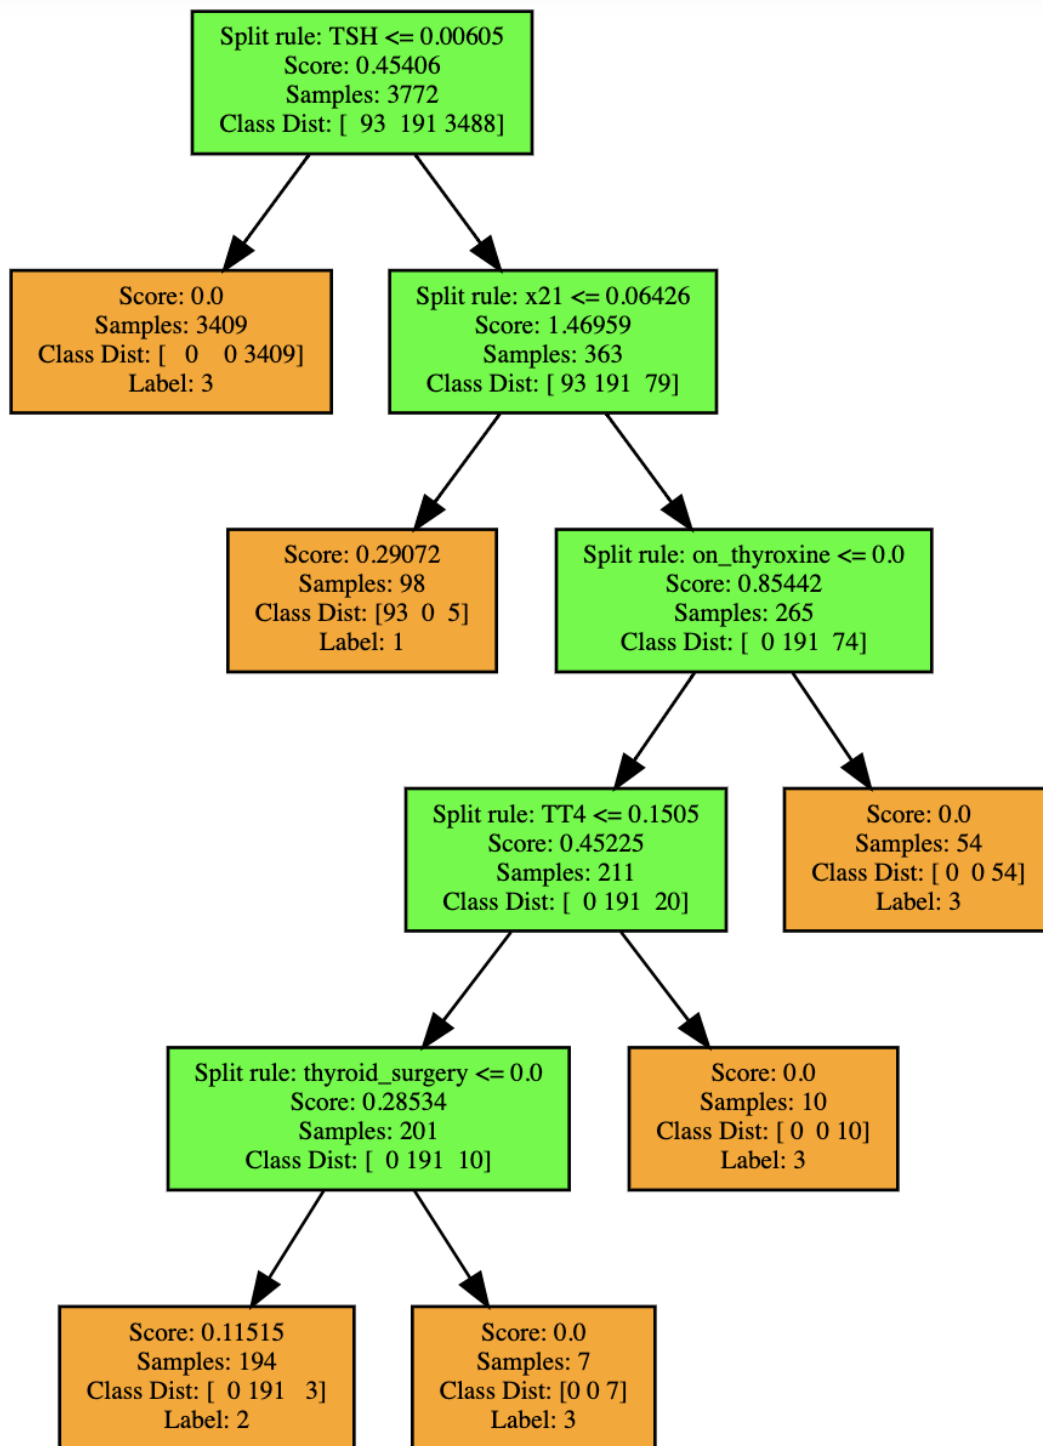 Split rule: TSH <= 0.00605
Score: 0.45406
Samples: 3772
Class Dist: [  93  191 3488]
Score: 0.0
Samples: 3409
Class Dist: [   0    0 3409]
Label: 3
Split rule: x21 <= 0.06426
Score: 1.46959
Samples: 363
Class Dist: [ 93 191  79]
Score: 0.29072
Samples: 98
Class Dist: [93  0  5]
Label: 1
Split rule: on_thyroxine <= 0.0
Score: 0.85442
Samples: 265
Class Dist: [  0 191  74]
Split rule: TT4 <= 0.1505
Score: 0.45225
Samples: 211
Class Dist: [  0 191  20]
Score: 0.0
Samples: 54
Class Dist: [ 0  0 54]
Label: 3
Split rule: thyroid_surgery <= 0.0
Score: 0.28534
Samples: 201
Class Dist: [  0 191  10]
Score: 0.0
Samples: 10
Class Dist: [ 0  0 10]
Label: 3
Score: 0.11515
Samples: 194
Class Dist: [  0 191   3]
Label: 2
Score: 0.0
Samples: 7
Class Dist: [0 0 7]
Label: 3